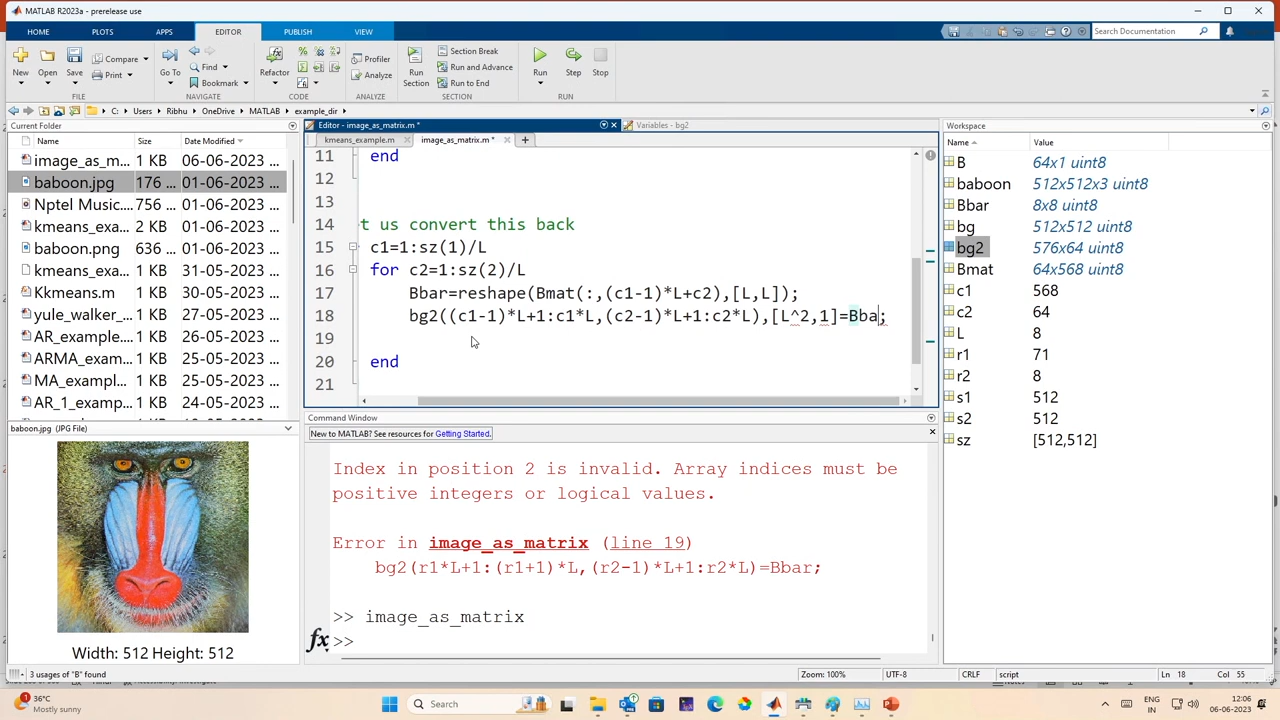 MATLAB R2023a - prerelease use
HOME PLOTS APPS EDITOR PUBLISH VIEW
Search Documentation
New Open Save Compare Print Go To Find Bookmark Refactor Profiler Analyze Run Section Section Break Run and Advance Run to End Run Step Stop
FILE NAVIGATE CODE ANALYZE SECTION RUN
C: Users Ribhu OneDrive MATLAB example_dir
Current Folder
Name Size Date Modified
image_as_m... 1 KB 06-06-2023
baboon.jpg 176 ... 01-06-2023
Nptel Music... 756 ... 01-06-2023
kmeans_exa... 2 KB 01-06-2023
baboon.png 636 ... 01-06-2023
kmeans_exa... 1 KB 31-05-2023
Kkmeans.m 1 KB 31-05-2023
yule_walker_... 1 KB 27-05-2023
AR_example... 1 KB 26-05-2023
ARMA_exam... 1 KB 25-05-2023
MA_exampl... 1 KB 25-05-2023
AR_1_examp... 1 KB 24-05-2023
baboon.jpg (JPG File)
Width: 512 Height: 512
Editor - image_as_matrix.m *
Variables - bg2
kmeans_example.m image_as_matrix.m *
11 end
12
13
14 t us convert this back
15 c1=1:sz(1)/L
16 for c2=1:sz(2)/L
17 Bbar=reshape(Bmat(:,(c1-1)*L+c2),[L,L]);
18 bg2((c1-1)*L+1:c1*L,(c2-1)*L+1:c2*L),[L^2,1]=Bba;
19
20 end
21
Command Window
New to MATLAB? See resources for Getting Started.
Index in position 2 is invalid. Array indices must be
positive integers or logical values.
Error in image_as_matrix (line 19)
bg2(r1*L+1:(r1+1)*L,(r2-1)*L+1:r2*L)=Bbar;
>> image_as_matrix
fx >>
Workspace
Name Value
B 64x1 uint8
baboon 512x512x3 uint8
Bbar 8x8 uint8
bg 512x512 uint8
bg2 576x64 uint8
Bmat 64x568 uint8
c1 568
c2 64
L 8
r1 71
r2 8
s1 512
s2 512
sz [512,512]
3 usages of "B" found
Zoom: 100% UTF-8 CRLF script Ln 18 Col 55
36°C
Mostly sunny
Search
ENG
IN
12:06
06-06-2023